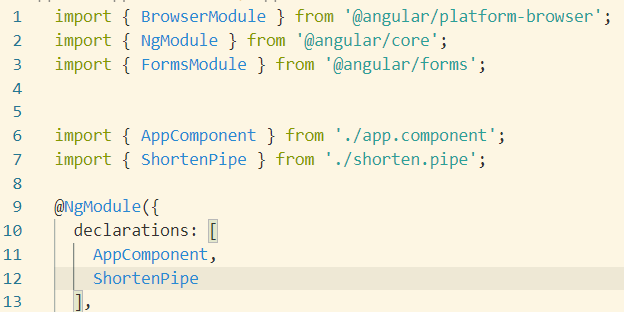 1 import { BrowserModule } from '@angular/platform-browser';
2 import { NgModule } from '@angular/core';
3 import { FormsModule } from '@angular/forms';
4
5
6 import { AppComponent } from './app.component';
7 import { ShortenPipe } from './shorten.pipe';
8
9 @NgModule({
10   declarations: [
11     AppComponent,
12     ShortenPipe
13   ],